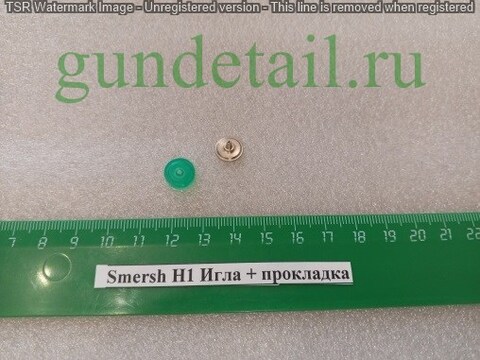 TSR Watermark Image - Unregistered version - This line is removed when registered
gundetail.ru
7 8 9 10 11 12 13 14 15 16 17 18 19 20 21 22
Smersh H1 Игла + прокладка